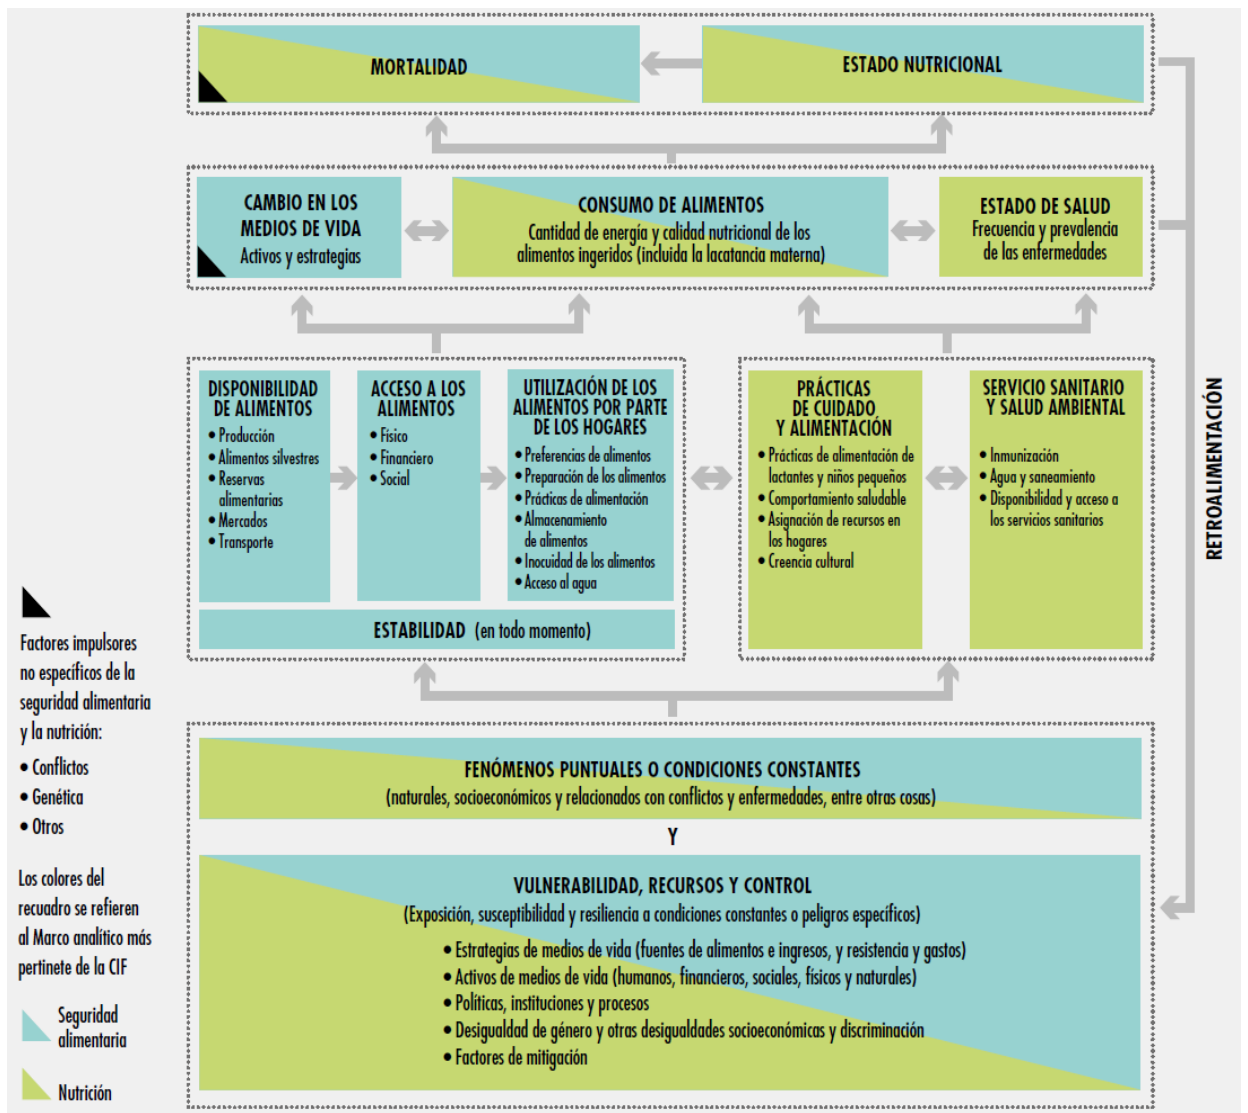 MORTALIDAD
ESTADO NUTRICIONAL
CAMBIO EN LOS
MEDIOS DE VIDA
Activos y estrategias
CONSUMO DE ALIMENTOS
Cantidad de energía y calidad nutricional de los
alimentos ingeridos (incluida la lacatancia materna)
ESTADO DE SALUD
Frecuencia y prevalencia
de las enfermedades
DISPONIBILIDAD
DE ALIMENTOS
• Producción
• Alimentos silvestres
• Reservas
alimentarias
• Mercados
• Transporte
ACCESO A LOS
ALIMENTOS
• Físico
• Financiero
• Social
UTILIZACIÓN DE LOS
ALIMENTOS POR PARTE
DE LOS HOGARES
• Preferencias de alimentos
• Preparación de los alimentos
• Prácticas de alimentación
• Almacenamiento
de alimentos
• Inocuidad de los alimentos
• Acceso al agua
ESTABILIDAD (en todo momento)
PRÁCTICAS
DE CUIDADO
Y ALIMENTACIÓN
• Prácticas de alimentación de
lactantes y niños pequeños
• Comportamiento saludable
• Asignación de recursos en
los hogares
• Creencia cultural
SERVICIO SANITARIO
Y SALUD AMBIENTAL
• Inmunización
• Agua y saneamiento
• Disponibilidad y acceso a
los servicios sanitarios
RETROALIMENTACIÓN
FENÓMENOS PUNTUALES O CONDICIONES CONSTANTES
(naturales, socioeconómicos y relacionados con conflictos y enfermedades, entre otras cosas)
Y
VULNERABILIDAD, RECURSOS Y CONTROL
(Exposición, susceptibilidad y resiliencia a condiciones constantes o peligros específicos)
• Estrategias de medios de vida (fuentes de alimentos e ingresos, y resistencia y gastos)
• Activos de medios de vida (humanos, financieros, sociales, físicos y naturales)
• Políticas, instituciones y procesos
• Desigualdad de género y otras desigualdades socioeconómicas y discriminación
• Factores de mitigación
Factores impulsores
no específicos de la
seguridad alimentaria
y la nutrición:
• Conflictos
• Genética
• Otros
Los colores del
recuadro se refieren
al Marco analítico más
pertinete de la CIF
Seguridad
alimentaria
Nutrición